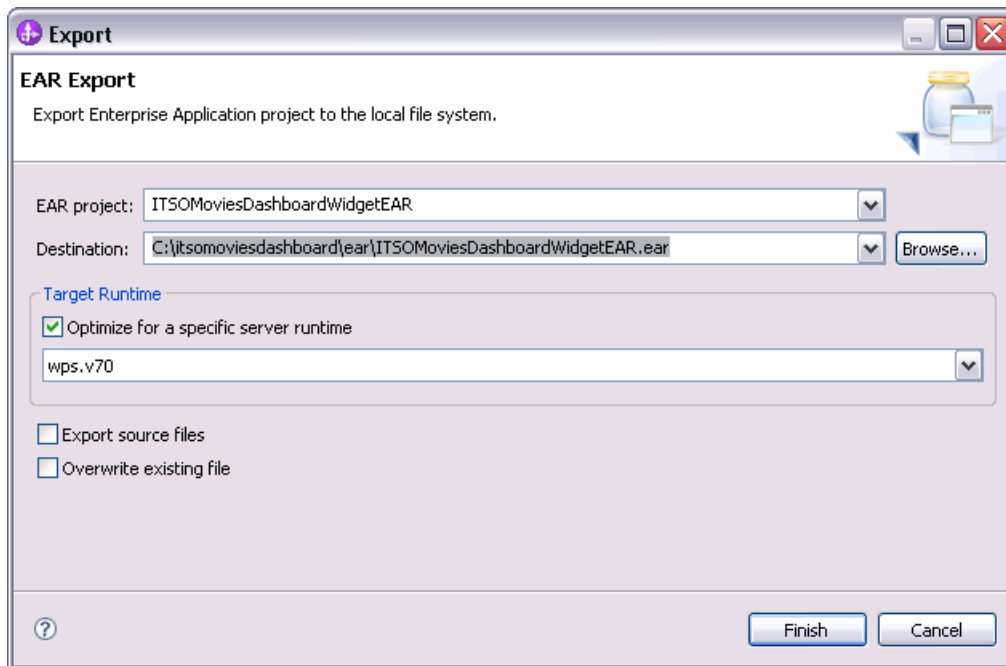 Export
EAR Export
Export Enterprise Application project to the local file system.
EAR project: ITSOMoviesDashboardWidgetEAR
Destination: C:\itsomoviesdashboard\ear\ITSOMoviesDashboardWidgetEAR.ear Browse...
Target Runtime
Optimize for a specific server runtime
wps.v70
Export source files
Overwrite existing file
? Finish Cancel